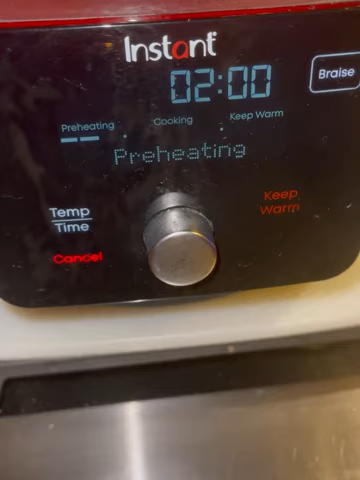 Instant
02:00
Braise
Preheating
Cooking
Keep Warm
Preheating
Temp
Time
Keep
Warm
Cancel